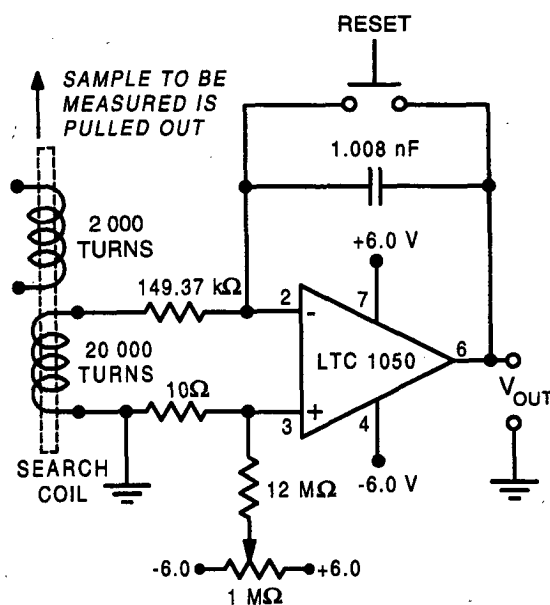 RESET
SAMPLE TO BE
MEASURED IS
PULLED OUT
1.008 nF
2 000
TURNS
+6.0 V
149.37 kΩ
2
-
7
20 000
TURNS
LTC 1050
6
10Ω
+
3
4
VOUT
SEARCH
COIL
12 MΩ
-6.0 V
-6.0
+6.0
1 MΩ